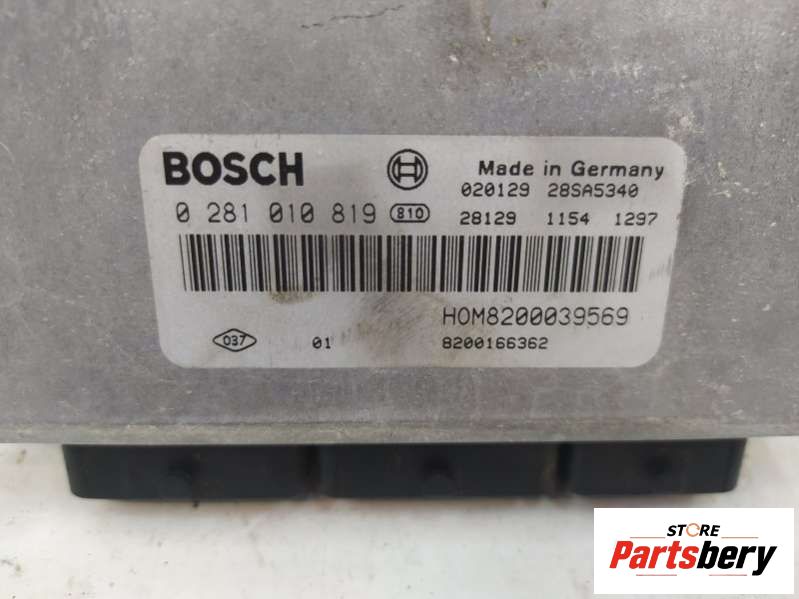 BOSCH
Made in Germany
020129 28SA5340
0 281 010 819 810
28129 1154 1297
HOM8200039569
037 01 8200166362
STORE
Partsbery